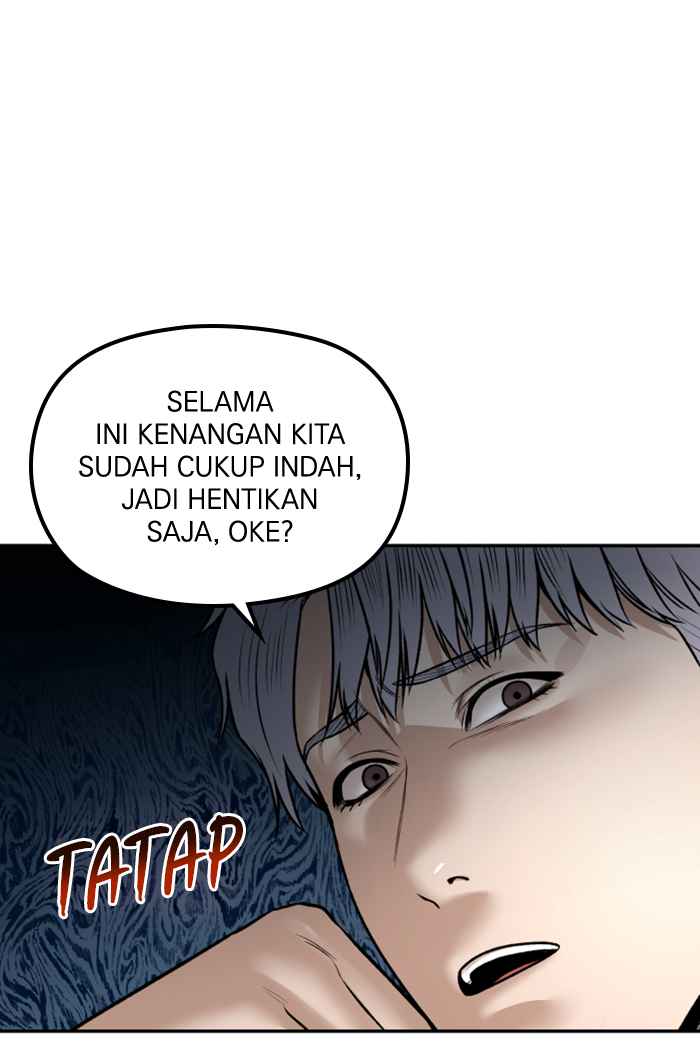 SELAMA
INI KENANGAN KITA
SUDAH CUKUP INDAH,
JADI HENTIKAN
SAJA, OKE?
TATAP